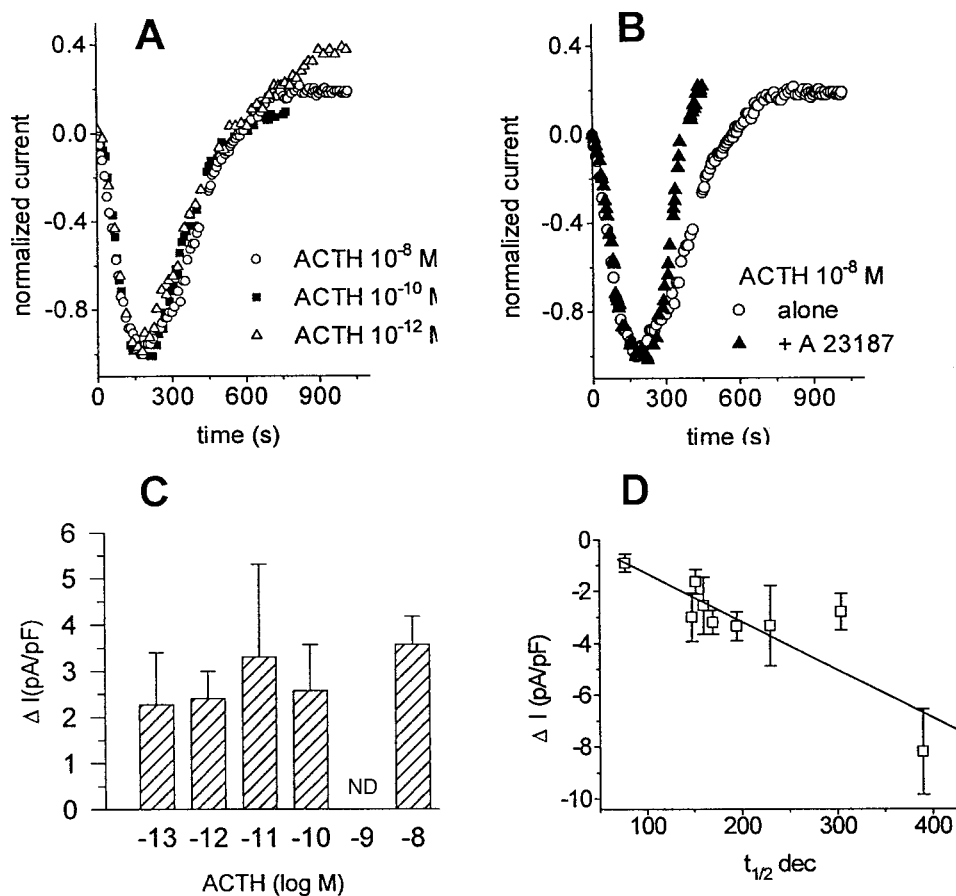 A
0.4
0.0
-0.4
-0.8
normalized current
ACTH 10⁻⁸ M
ACTH 10⁻¹⁰ M
ACTH 10⁻¹² M
0 300 600 900
time (s)
B
0.4
0.0
-0.4
-0.8
normalized current
ACTH 10⁻⁸ M
alone
+ A 23187
0 300 600 900
time (s)
C
6
5
4
3
2
1
0
Δ I(pA/pF)
ND
-13 -12 -11 -10 -9 -8
ACTH (log M)
D
0
-2
-4
-6
-8
-10
Δ I (pA/pF)
100 200 300 400
t1/2 dec